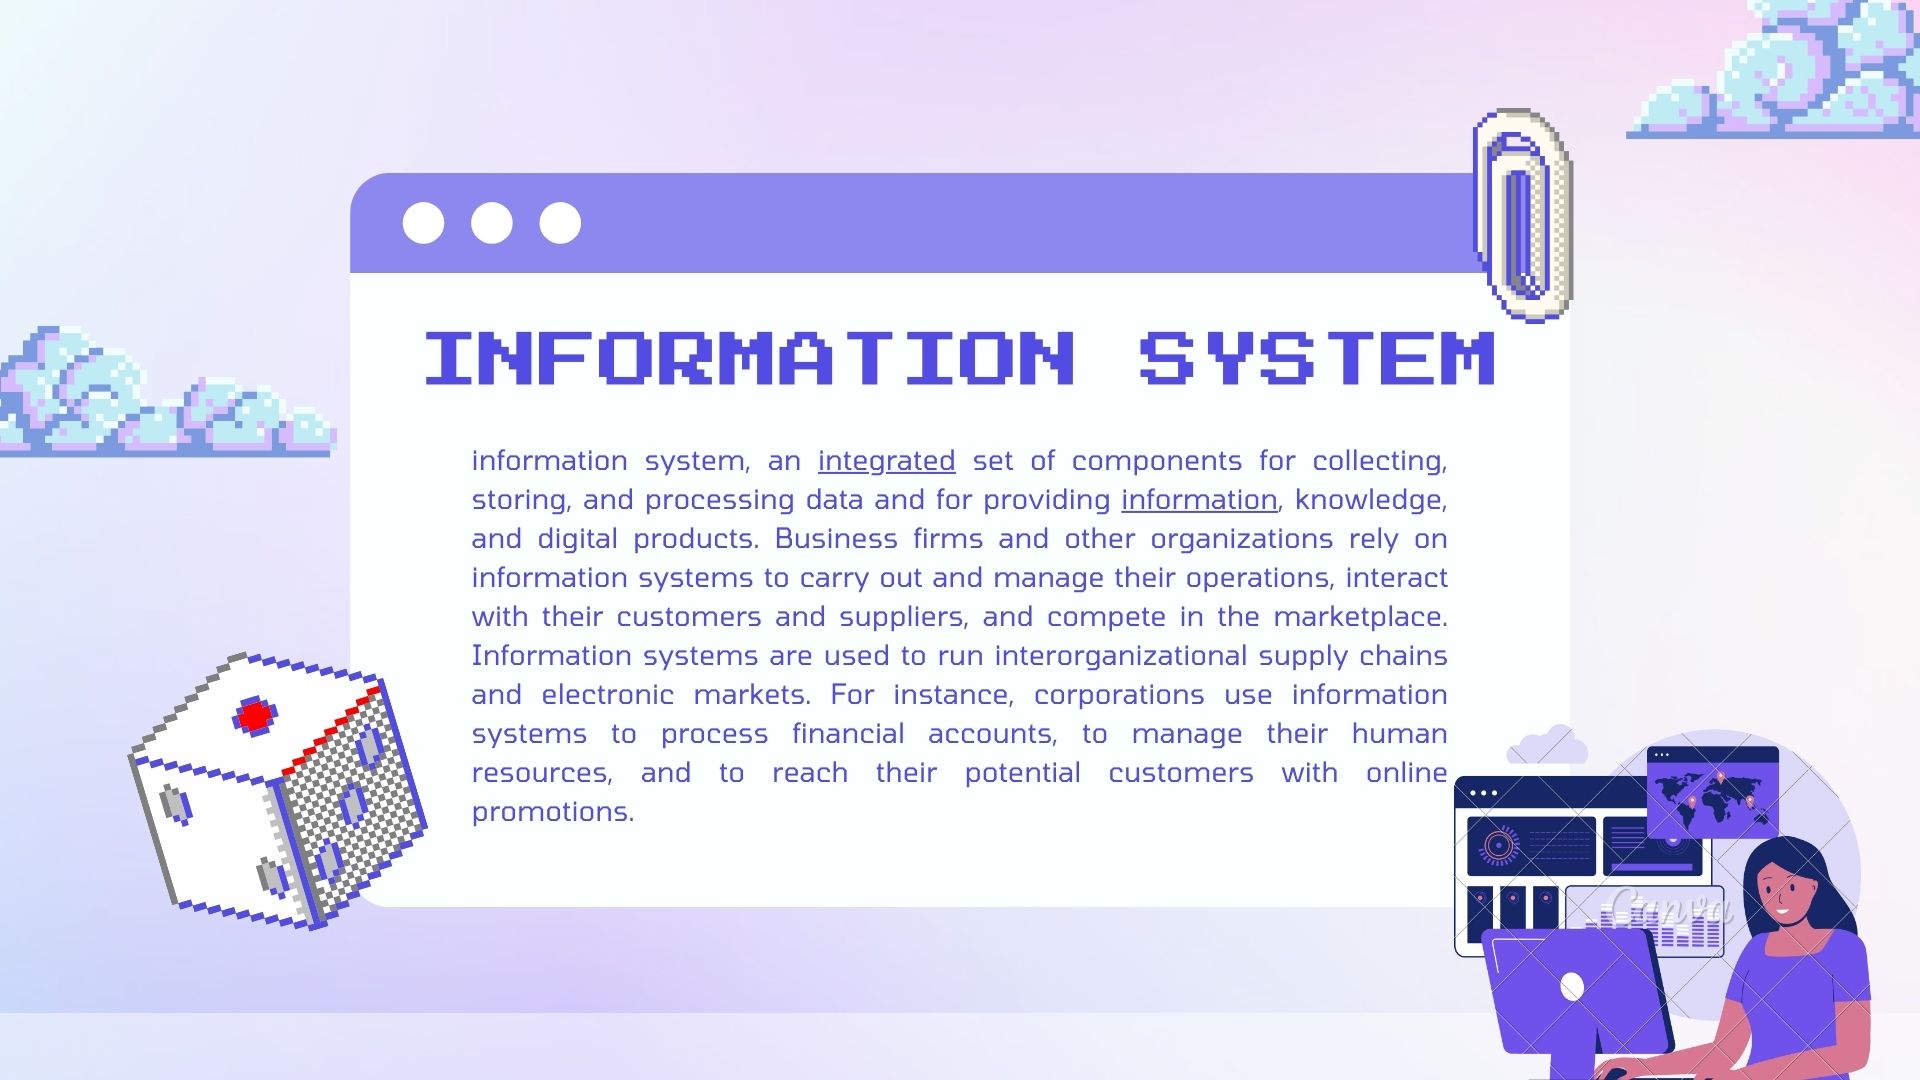 INFORMATION SYSTEM
information system, an integrated set of components for collecting,
storing, and processing data and for providing information, knowledge,
and digital products. Business firms and other organizations rely on
information systems to carry out and manage their operations, interact
with their customers and suppliers, and compete in the marketplace.
Information systems are used to run interorganizational supply chains
and electronic markets. For instance, corporations use information
systems to process financial accounts, to manage their human
resources, and to reach their potential customers with online
promotions.
Canva